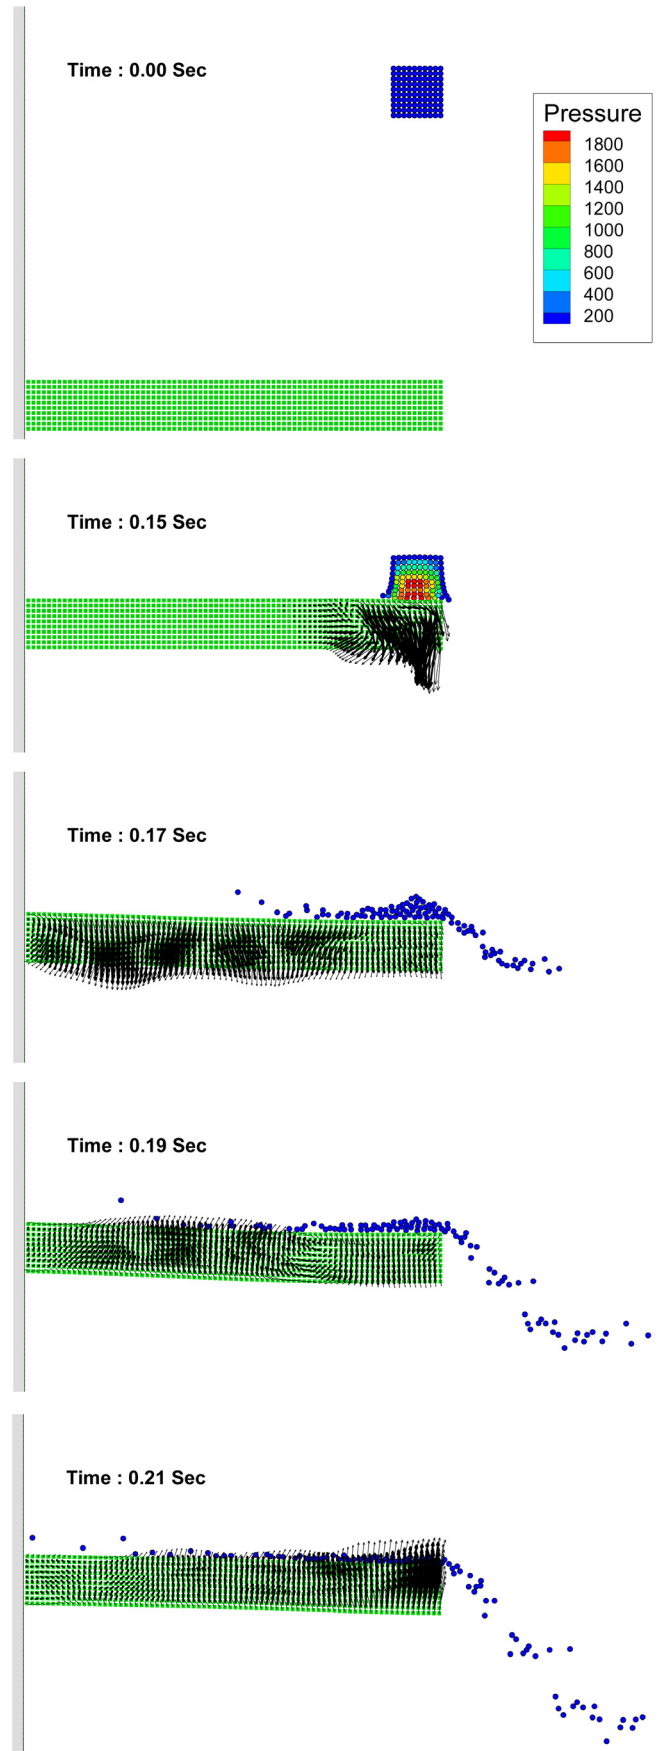 Time : 0.00 Sec
Pressure
1800
1600
1400
1200
1000
800
600
400
200
Time : 0.15 Sec
Time : 0.17 Sec
Time : 0.19 Sec
Time : 0.21 Sec